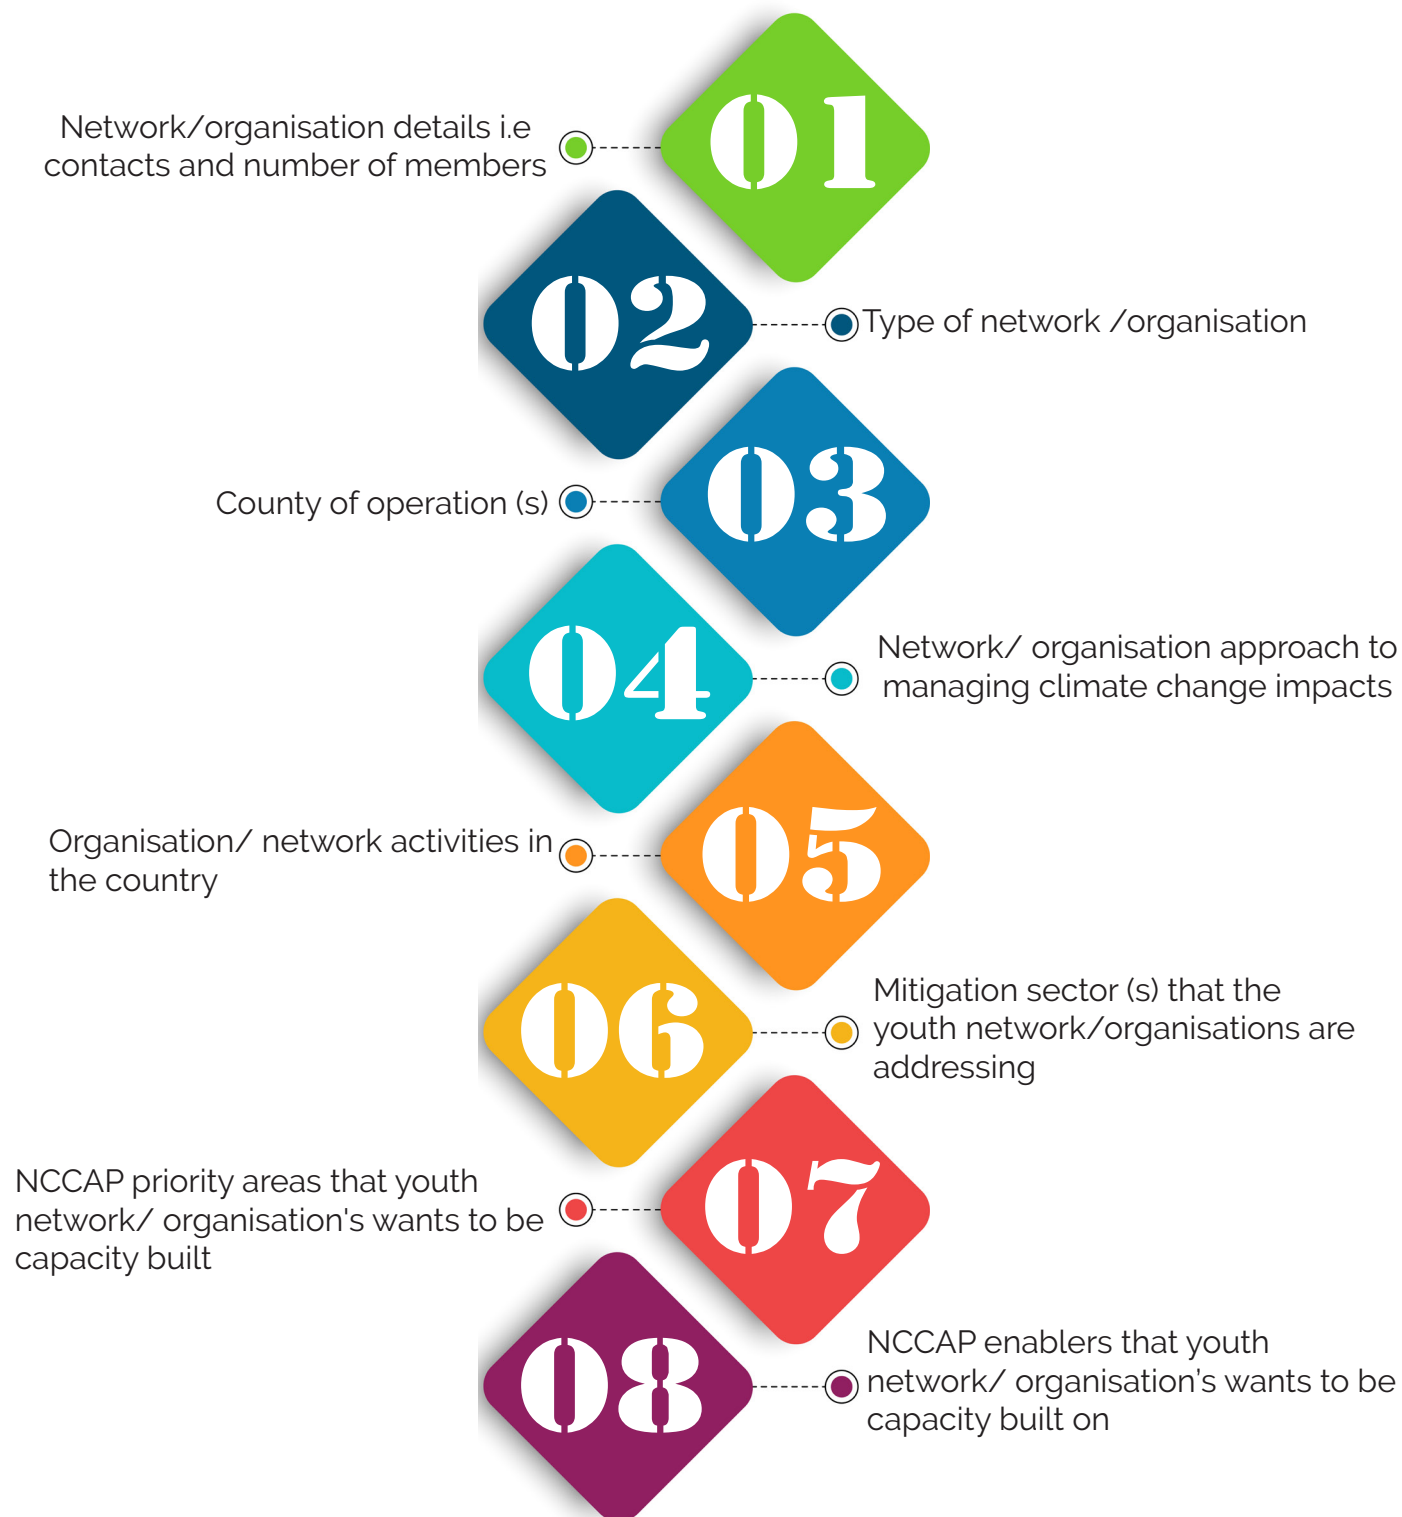 01
Network/organisation details i.e
contacts and number of members
02
Type of network /organisation
03
County of operation (s)
04
Network/ organisation approach to
managing climate change impacts
05
Organisation/ network activities in
the country
06
Mitigation sector (s) that the
youth network/organisations are
addressing
07
NCCAP priority areas that youth
network/ organisation's wants to be
capacity built
08
NCCAP enablers that youth
network/ organisation’s wants to be
capacity built on